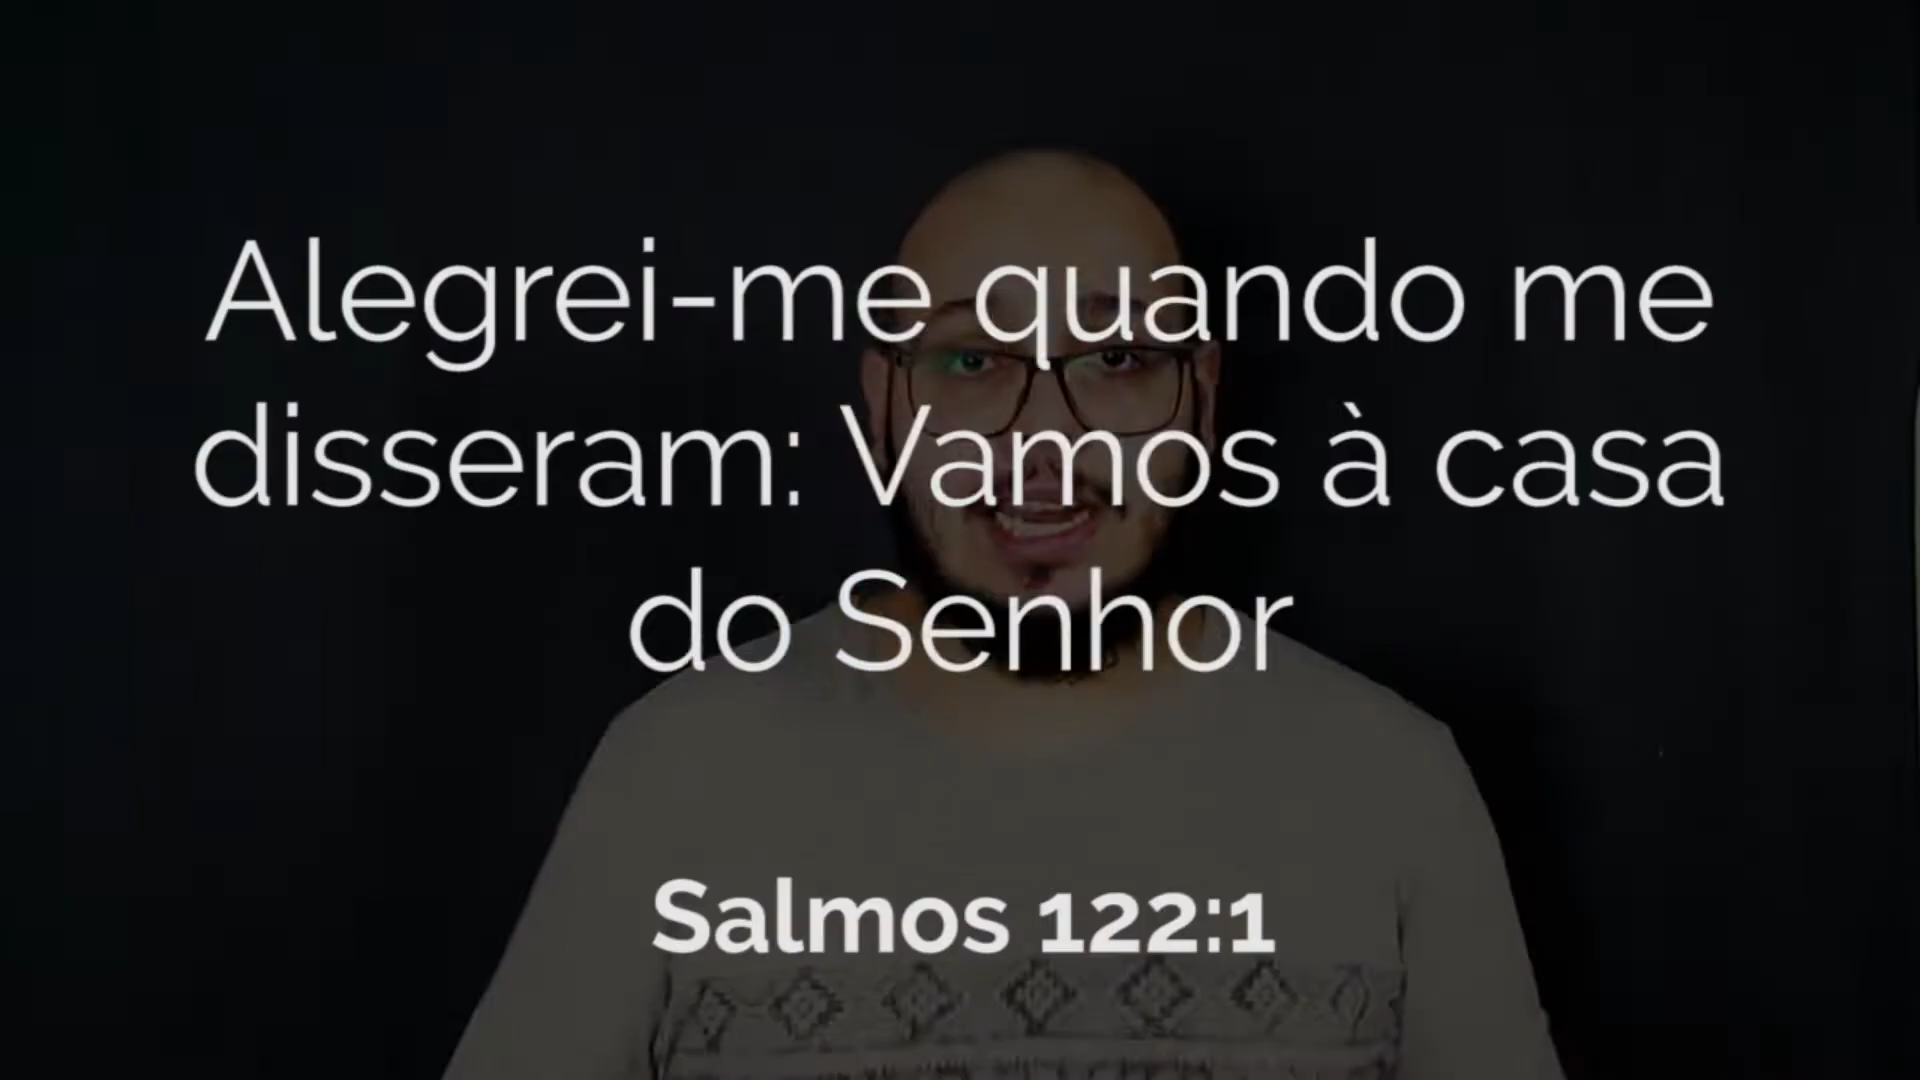 Alegrei-me quando me
disseram: Vamos à casa
do Senhor
Salmos 122:1